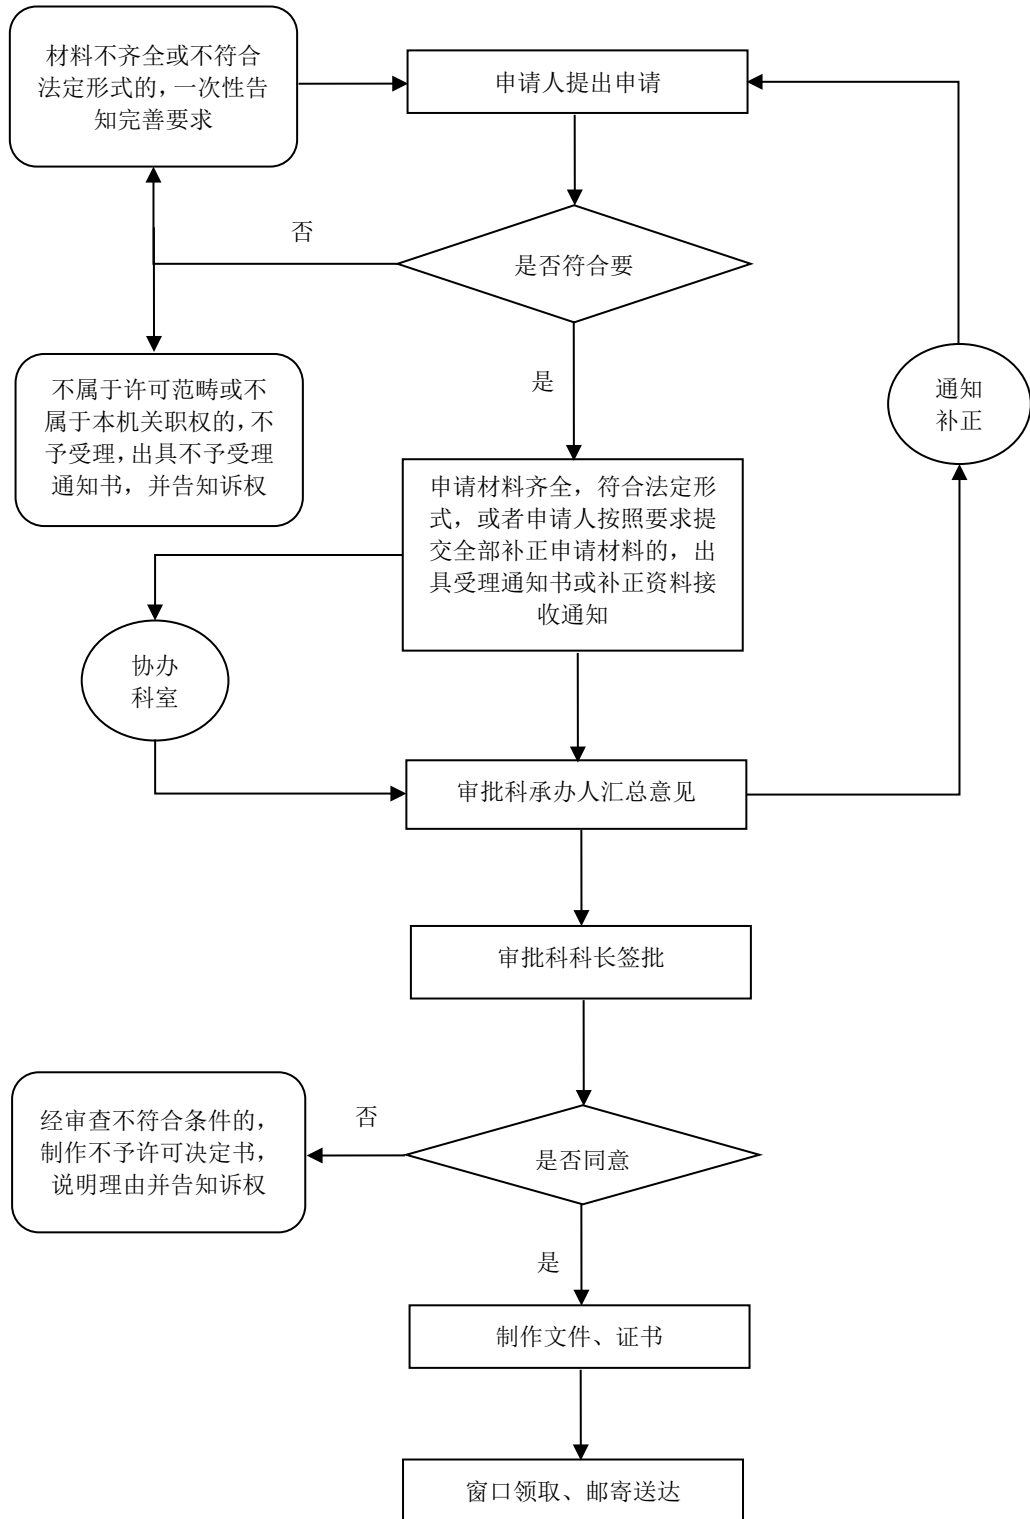 材料不齐全或不符合
法定形式的，一次性告
知完善要求
申请人提出申请
否
是否符合要
是
不属于许可范畴或不
属于本机关职权的，不
予受理，出具不予受理
通知书，并告知诉权
通知
补正
申请材料齐全，符合法定形
式，或者申请人按照要求提
交全部补正申请材料的，出
具受理通知书或补正资料接
收通知
协办
科室
审批科承办人汇总意见
审批科科长签批
经审查不符合条件的，
制作不予许可决定书，
说明理由并告知诉权
否
是否同意
是
制作文件、证书
窗口领取、邮寄送达